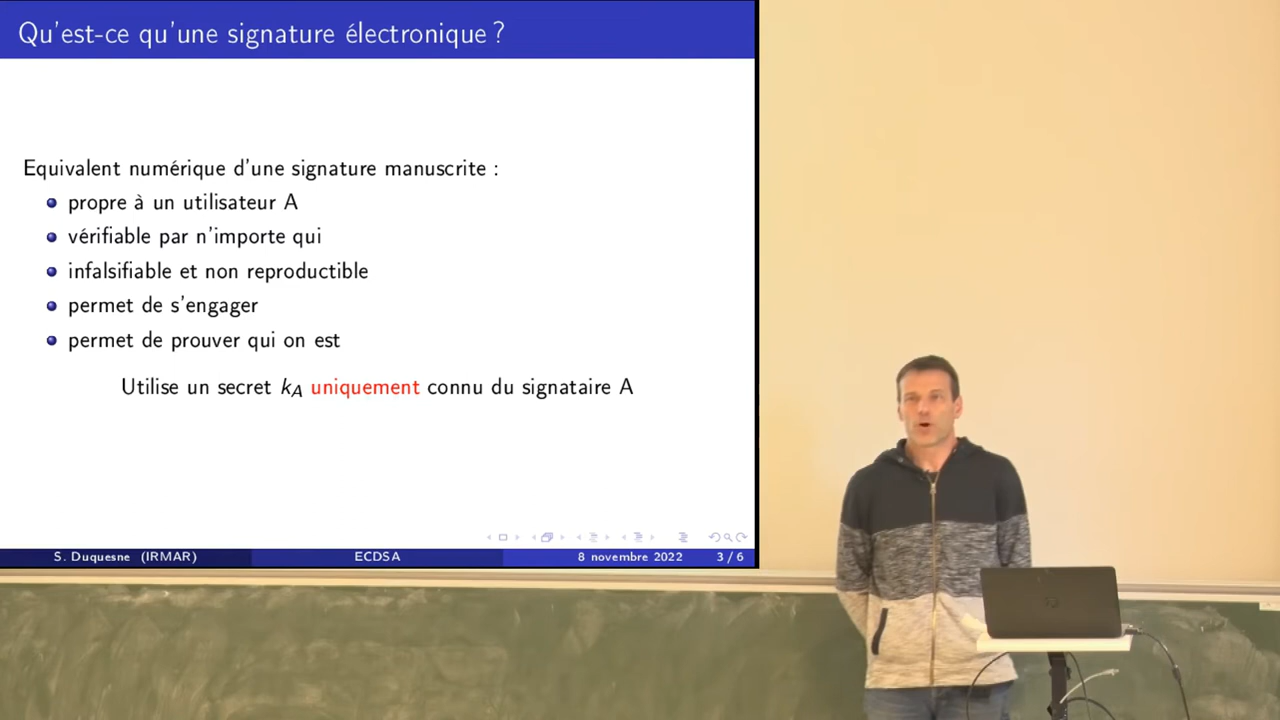 Qu'est-ce qu'une signature électronique ?
Equivalent numérique d'une signature manuscrite :
propre à un utilisateur A
vérifiable par n'importe qui
infalsifiable et non reproductible
permet de s'engager
permet de prouver qui on est
Utilise un secret kA uniquement connu du signataire A
S. Duquesne (IRMAR) ECDSA 8 novembre 2022 3 / 6